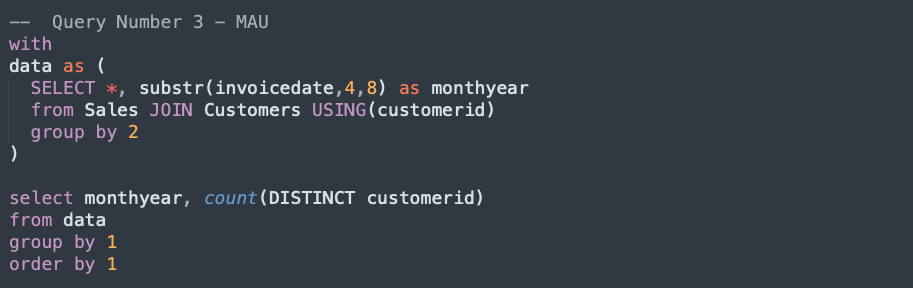 --  Query Number 3 - MAU
with
data as (
  SELECT *, substr(invoicedate,4,8) as monthyear
  from Sales JOIN Customers USING(customerid)
  group by 2
)

select monthyear, count(DISTINCT customerid)
from data
group by 1
order by 1